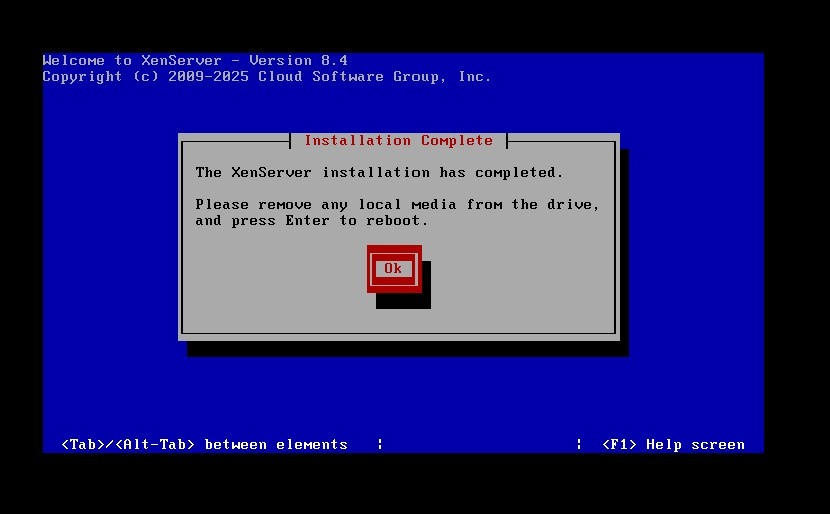 Welcome to XenServer - Version 8.4
Copyright (c) 2009-2025 Cloud Software Group, Inc.
Installation Complete
The XenServer installation has completed.
Please remove any local media from the drive,
and press Enter to reboot.
Ok
<Tab>/<Alt-Tab> between elements   |                     |  <F1> Help screen